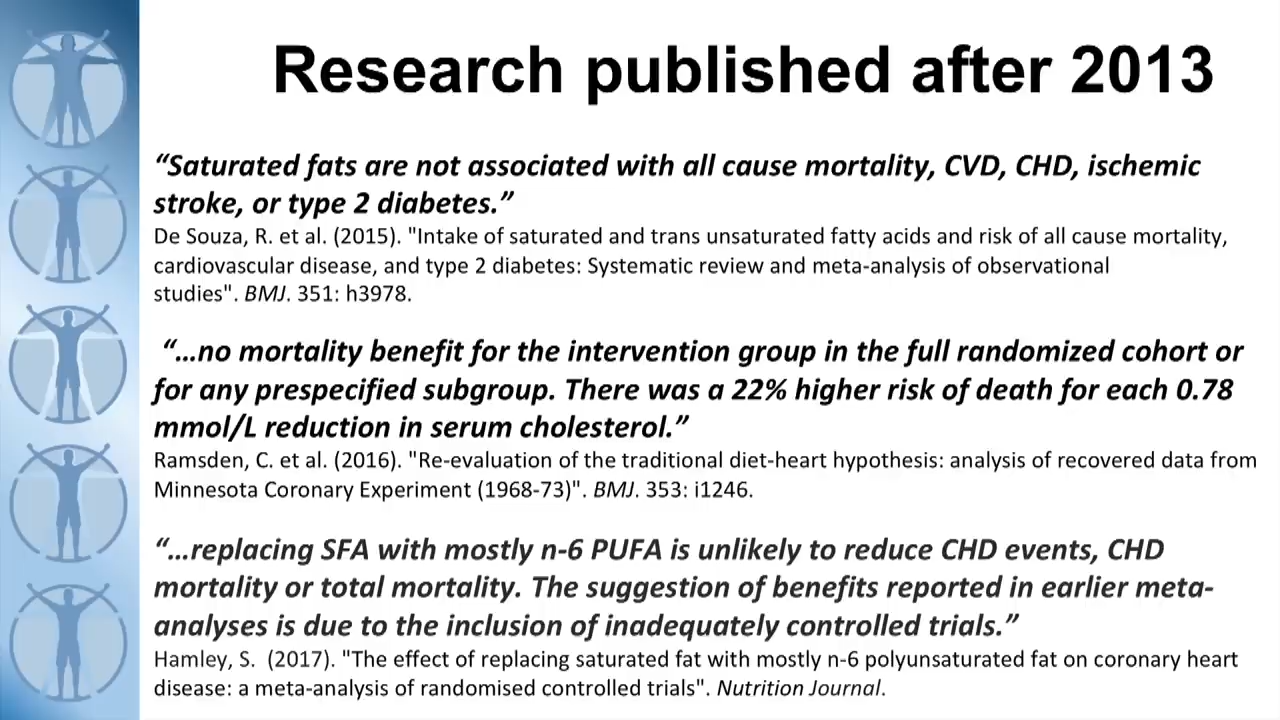 Research published after 2013
“Saturated fats are not associated with all cause mortality, CVD, CHD, ischemic
stroke, or type 2 diabetes.”
De Souza, R. et al. (2015). "Intake of saturated and trans unsaturated fatty acids and risk of all cause mortality,
cardiovascular disease, and type 2 diabetes: Systematic review and meta-analysis of observational
studies". BMJ. 351: h3978.
“…no mortality benefit for the intervention group in the full randomized cohort or
for any prespecified subgroup. There was a 22% higher risk of death for each 0.78
mmol/L reduction in serum cholesterol.”
Ramsden, C. et al. (2016). "Re-evaluation of the traditional diet-heart hypothesis: analysis of recovered data from
Minnesota Coronary Experiment (1968-73)". BMJ. 353: i1246.
“…replacing SFA with mostly n-6 PUFA is unlikely to reduce CHD events, CHD
mortality or total mortality. The suggestion of benefits reported in earlier meta-
analyses is due to the inclusion of inadequately controlled trials.”
Hamley, S. (2017). "The effect of replacing saturated fat with mostly n-6 polyunsaturated fat on coronary heart
disease: a meta-analysis of randomised controlled trials". Nutrition Journal.